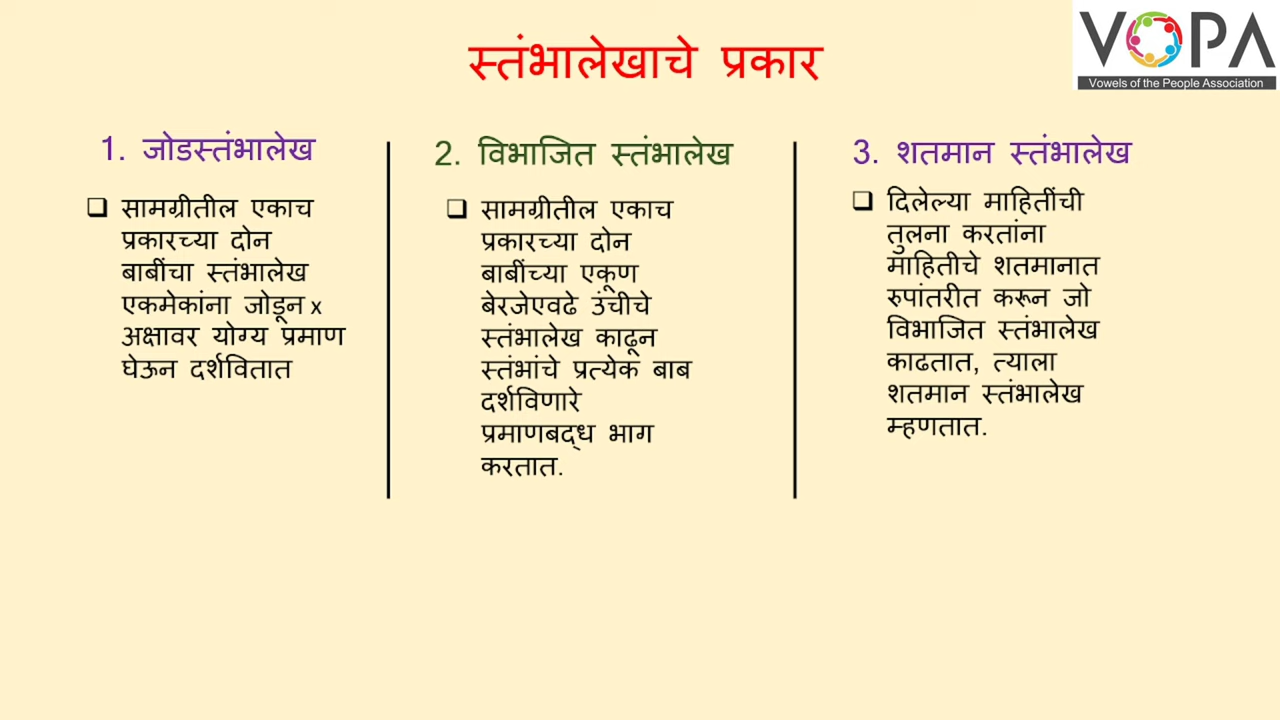 स्तंभालेखाचे प्रकार
VOPA
Vowels of the People Association
1. जोडस्तंभालेख
❑ सामग्रीतील एकाच
प्रकारच्या दोन
बाबींचा स्तंभालेख
एकमेकांना जोडून x
अक्षावर योग्य प्रमाण
घेऊन दर्शवितात
2. विभाजित स्तंभालेख
❑ सामग्रीतील एकाच
प्रकारच्या दोन
बाबींच्या एकूण
बेरजेएवढे उंचीचे
स्तंभालेख काढून
स्तंभांचे प्रत्येक बाब
दर्शविणारे
प्रमाणबद्ध भाग
करतात.
3. शतमान स्तंभालेख
❑ दिलेल्या माहितींची
तुलना करतांना
माहितीचे शतमानात
रुपांतरीत करून जो
विभाजित स्तंभालेख
काढतात, त्याला
शतमान स्तंभालेख
म्हणतात.